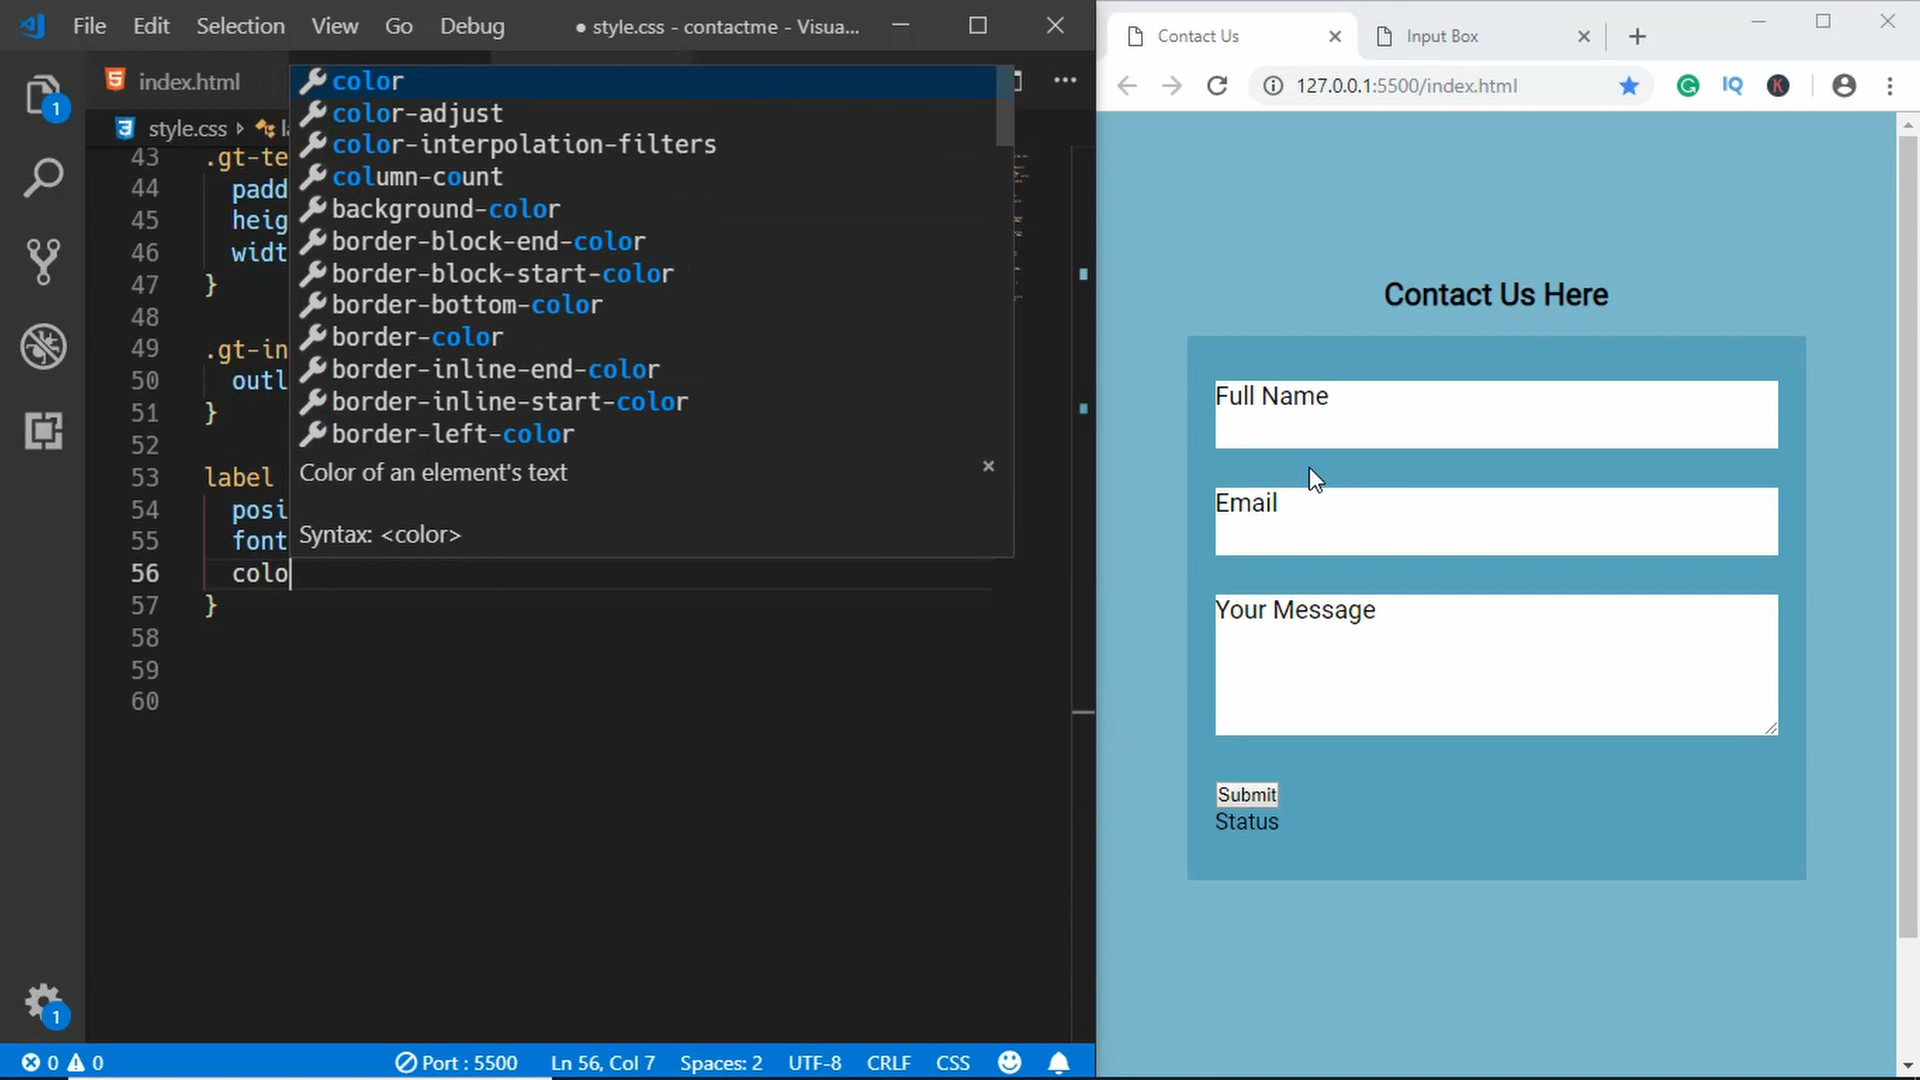 File Edit Selection View Go Debug ● style.css - contactme - Visua...
index.html
style.css
color
color-adjust
color-interpolation-filters
column-count
background-color
border-block-end-color
border-block-start-color
border-bottom-color
border-color
border-inline-end-color
border-inline-start-color
border-left-color
Color of an element's text
Syntax: <color>
43 .gt-te
44 padd
45 heig
46 widt
47 }
48
49 .gt-in
50 outl
51 }
52
53 label
54 posi
55 font
56 colo
57 }
58
59
60
1
1
0 0 Port : 5500 Ln 56, Col 7 Spaces: 2 UTF-8 CRLF CSS
Contact Us Input Box
127.0.0.1:5500/index.html
IQ K
Contact Us Here
Full Name
Email
Your Message
Submit
Status